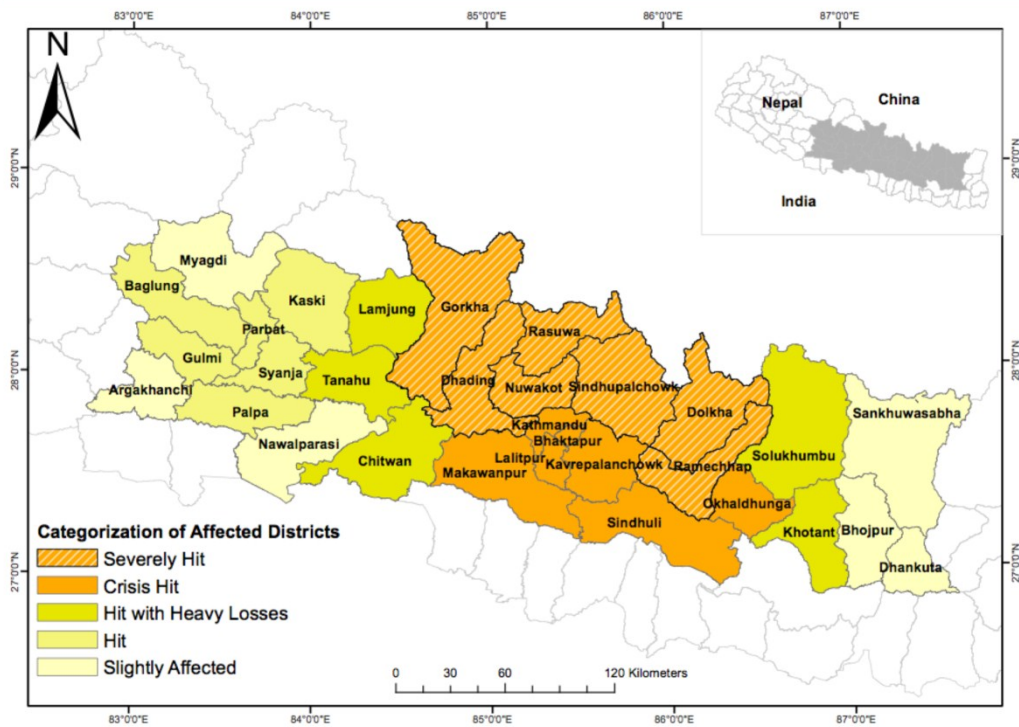 83°0'0"E 84°0'0"E 85°0'0"E 86°0'0"E 87°0'0"E
N
Nepal
China
India
29°0'0"N
29°0'0"N
28°0'0"N
28°0'0"N
27°0'0"N
27°0'0"N
Myagdi
Baglung
Kaski
Lamjung
Gorkha
Parbat
Rasuwa
Gulmi
Syanja
Tanahu
Dhading
Nuwakot
Sindhupalchowk
Argakhanchi
Palpa
Dolkha
Sankhuwasabha
Nawalparasi
Kathmandu
Bhaktapur
Chitwan
Lalitpur
Kavrepalanchowk
Ramechhap
Solukhumbu
Makawanpur
Okhaldhunga
Sindhuli
Khotant
Bhojpur
Dhankuta
Categorization of Affected Districts
Severely Hit
Crisis Hit
Hit with Heavy Losses
Hit
Slightly Affected
0 30 60 120 Kilometers
83°0'0"E 84°0'0"E 85°0'0"E 86°0'0"E 87°0'0"E